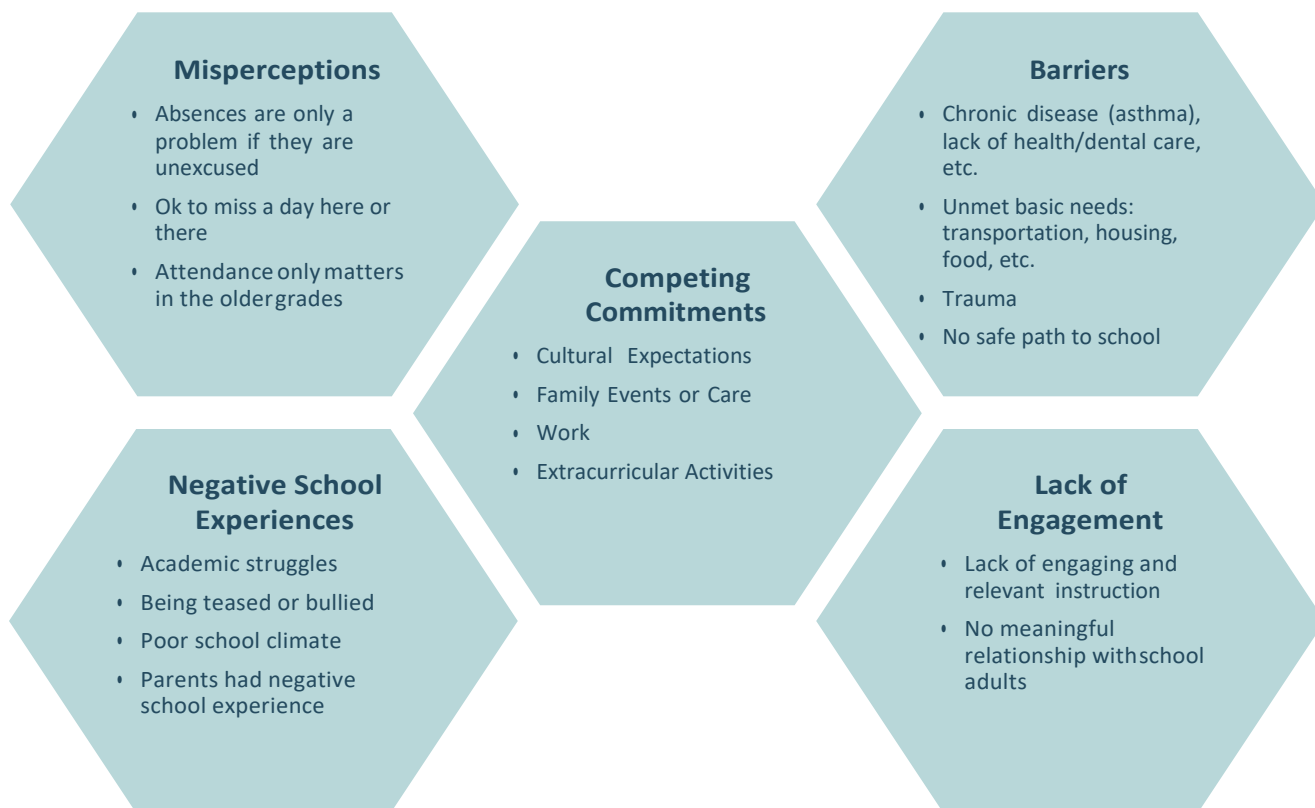 Misperceptions
• Absences are only a
problem if they are
unexcused
• Ok to miss a day here or
there
• Attendance only matters
in the older grades
Barriers
• Chronic disease (asthma),
lack of health/dental care,
etc.
• Unmet basic needs:
transportation, housing,
food, etc.
• Trauma
• No safe path to school
Competing
Commitments
• Cultural Expectations
• Family Events or Care
• Work
• Extracurricular Activities
Negative School
Experiences
• Academic struggles
• Being teased or bullied
• Poor school climate
• Parents had negative
school experience
Lack of
Engagement
• Lack of engaging and
relevant instruction
• No meaningful
relationship with school
adults